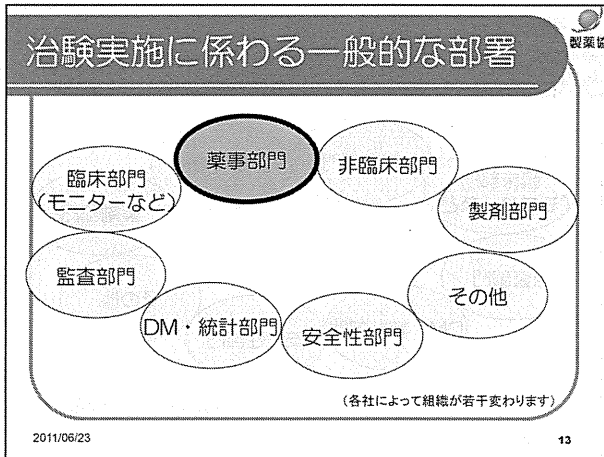 治験実施に係わる一般的な部署
薬事部門
非臨床部門
製剤部門
その他
安全性部門
DM・統計部門
監査部門
臨床部門
(モニターなど)
(各社によって組織が若干変わります)
2011/06/23
13